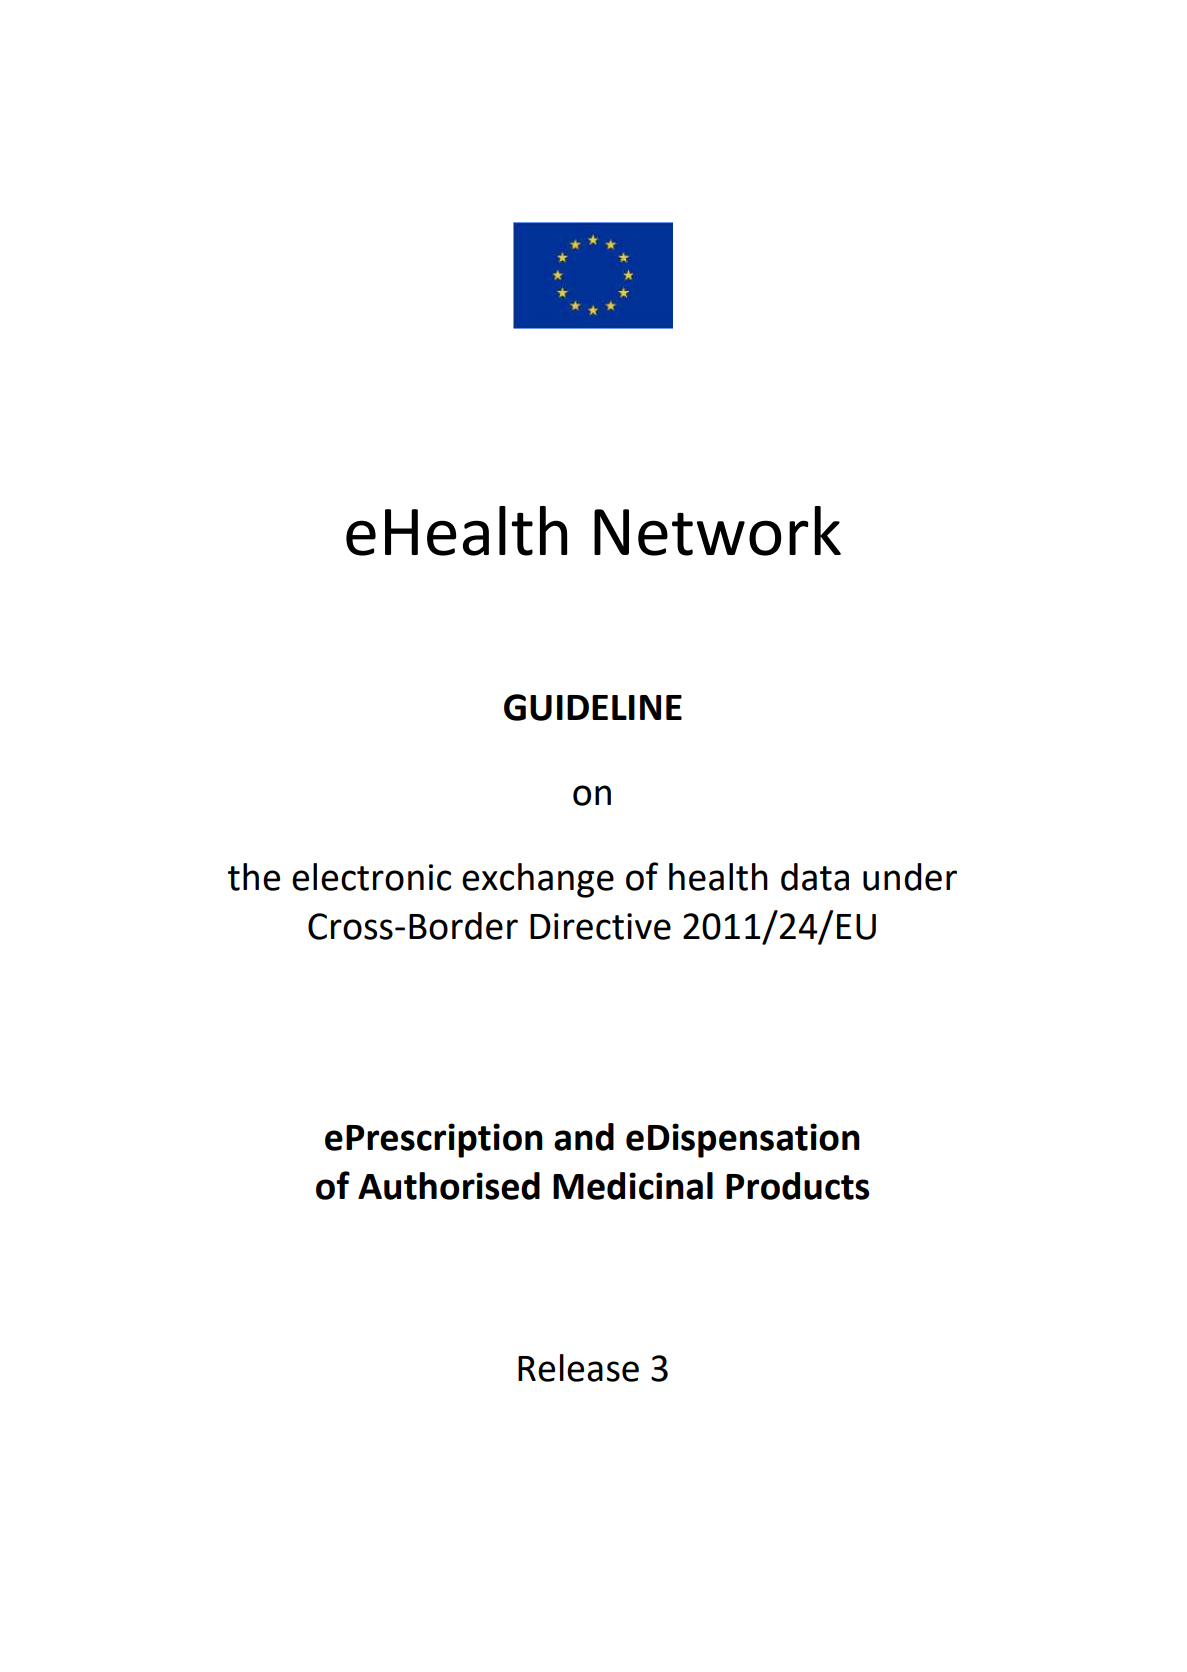 eHealth Network
GUIDELINE
on
the electronic exchange of health data under
Cross-Border Directive 2011/24/EU
ePrescription and eDispensation
of Authorised Medicinal Products
Release 3